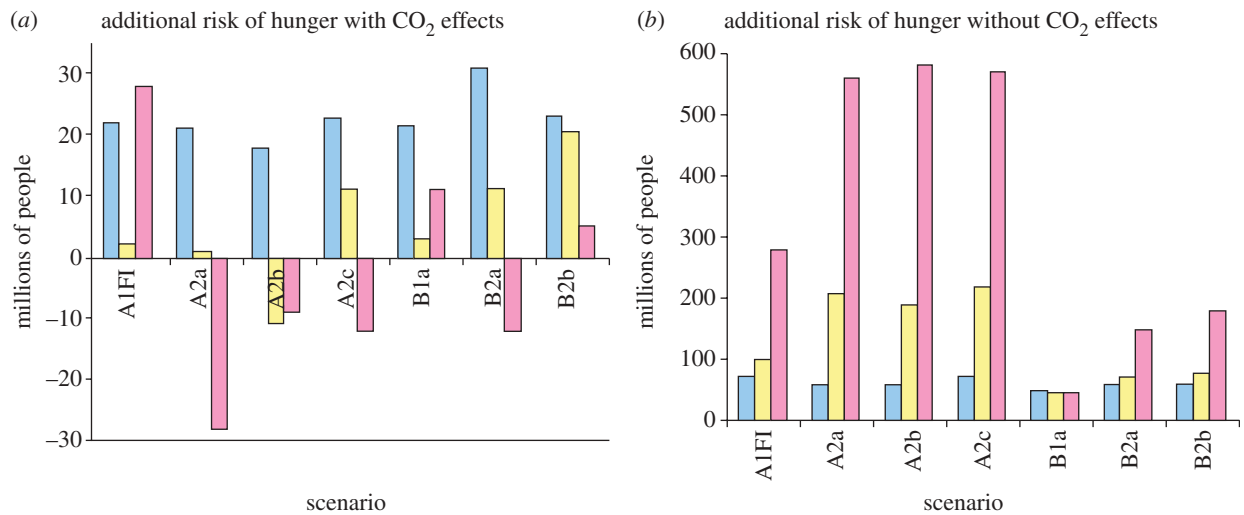 (a) additional risk of hunger with CO2 effects
30
20
10
0
–10
–20
–30
millions of people
A1FI
A2a
A2b
A2c
B1a
B2a
B2b
scenario
(b) additional risk of hunger without CO2 effects
600
500
400
300
200
100
0
millions of people
A1FI
A2a
A2b
A2c
B1a
B2a
B2b
scenario